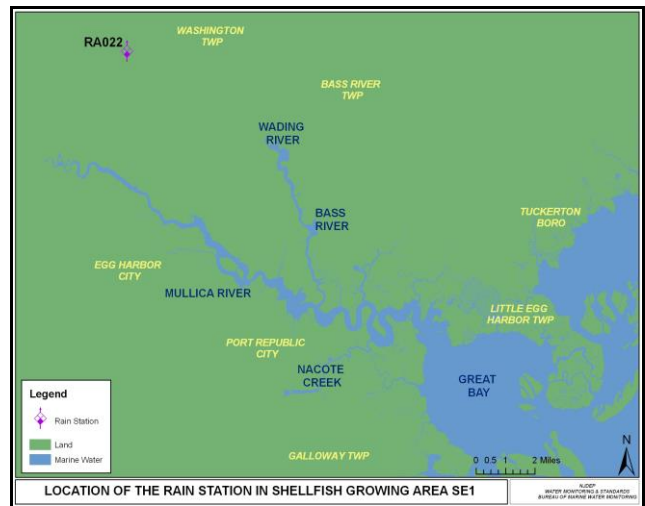 WASHINGTON
TWP
RA022
BASS RIVER
TWP
WADING
RIVER
BASS
RIVER
TUCKERTON
BORO
EGG HARBOR
CITY
MULLICA RIVER
LITTLE EGG
HARBOR TWP
PORT REPUBLIC
CITY
NACOTE
CREEK
GREAT
BAY
GALLOWAY TWP
Legend
Rain Station
Land
Marine Water
N
0 0.5 1 2 Miles
LOCATION OF THE RAIN STATION IN SHELLFISH GROWING AREA SE1
NJDEP
WATER MONITORING & STANDARDS
BUREAU OF MARINE WATER MONITORING